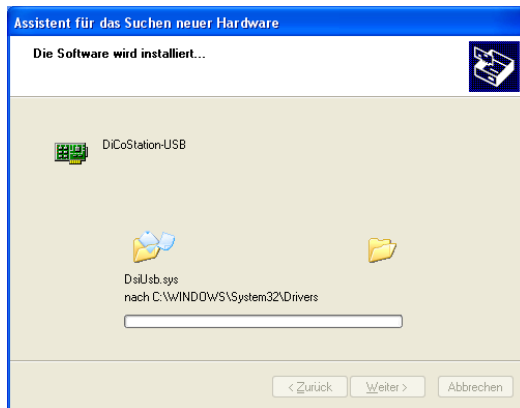 Assistent für das Suchen neuer Hardware
Die Software wird installiert...
DiCoStation-USB
DsiUsb.sys
nach C:\WINDOWS\System32\Drivers
< Zurück
Weiter >
Abbrechen